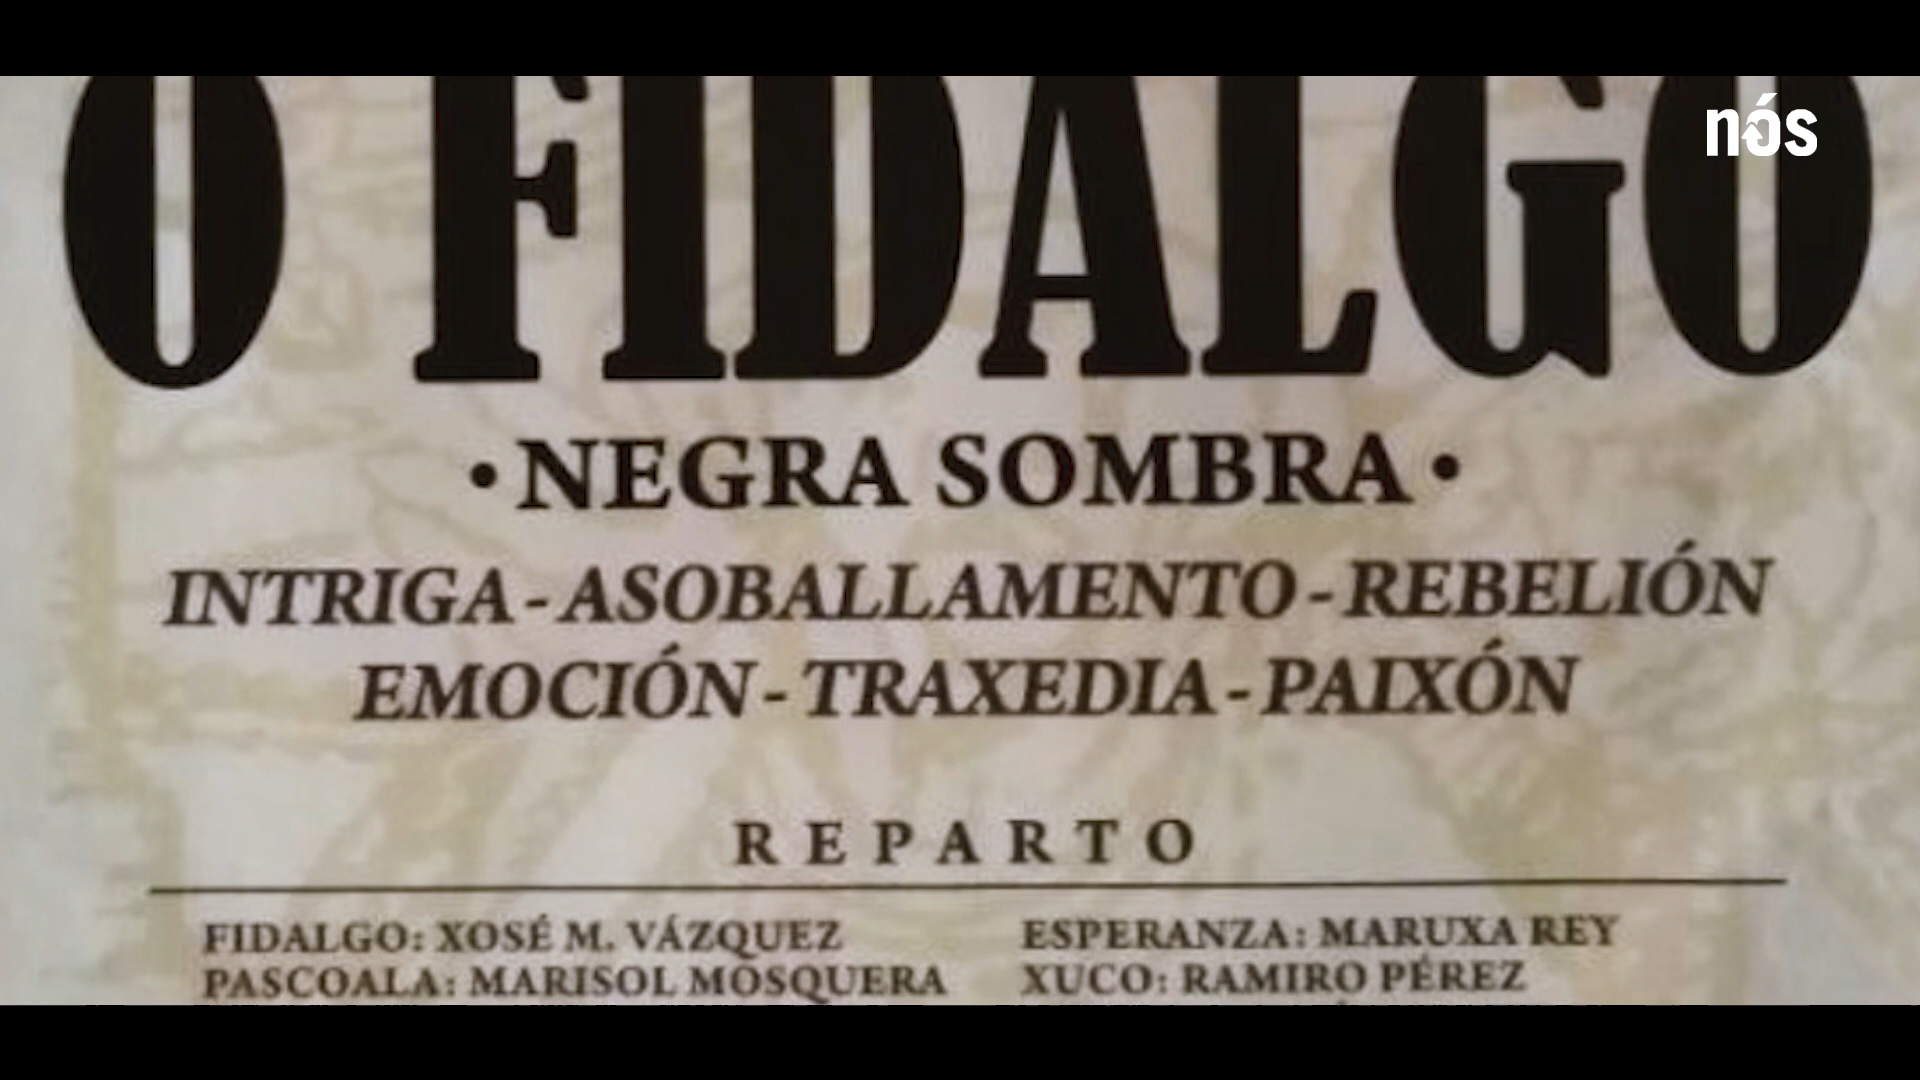 O FIDALGO
nós
• NEGRA SOMBRA •
INTRIGA - ASOBALLAMENTO - REBELIÓN
EMOCIÓN - TRAXEDIA - PAIXÓN
REPARTO
FIDALGO: XOSÉ M. VÁZQUEZ
PASCOALA: MARISOL MOSQUERA
ESPERANZA: MARUXA REY
XUCO: RAMIRO PÉREZ